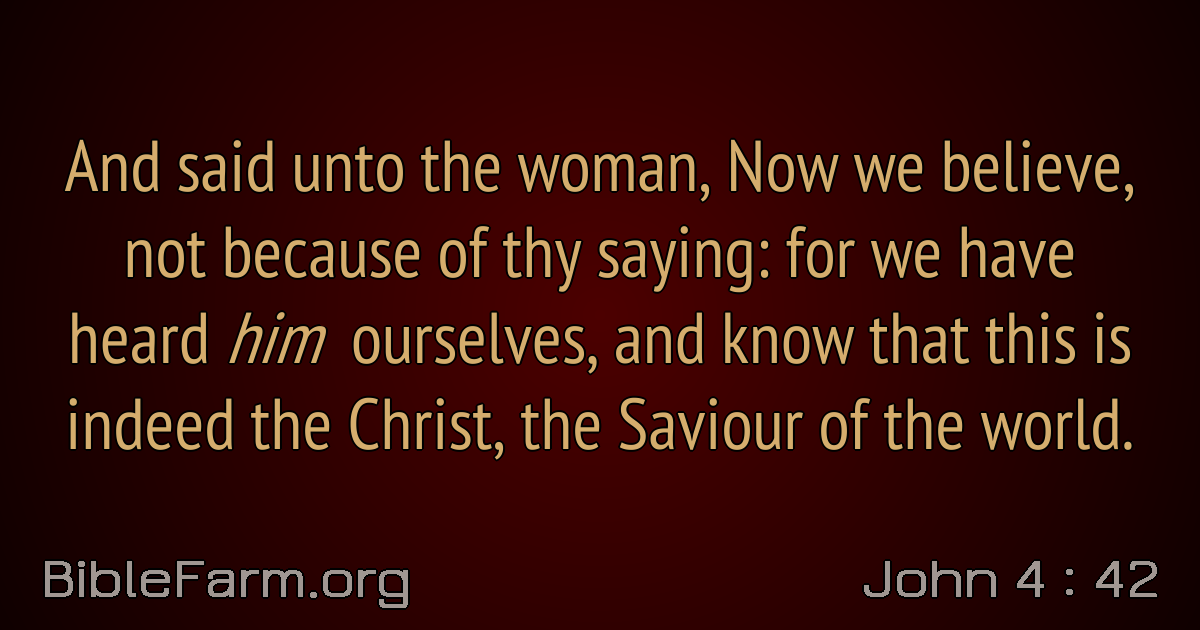 And said unto the woman, Now we believe,
not because of thy saying: for we have
heard him ourselves, and know that this is
indeed the Christ, the Saviour of the world.
BibleFarm.org
John 4 : 42